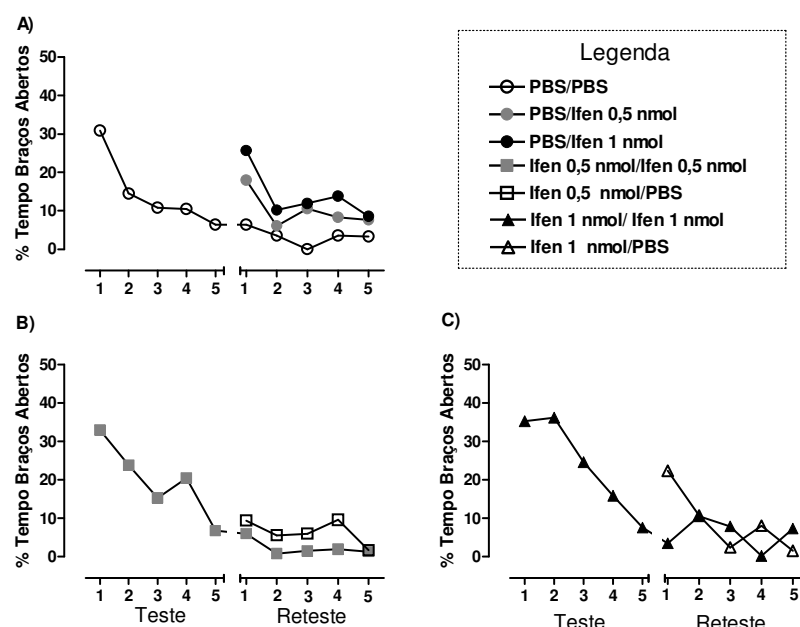 A)
% Tempo Braços Abertos
50
40
30
20
10
0
1 2 3 4 5 1 2 3 4 5
Legenda
PBS/PBS
PBS/Ifen 0,5 nmol
PBS/Ifen 1 nmol
Ifen 0,5 nmol/Ifen 0,5 nmol
Ifen 0,5 nmol/PBS
Ifen 1 nmol/ Ifen 1 nmol
Ifen 1 nmol/PBS
B)
% Tempo Braços Abertos
50
40
30
20
10
0
1 2 3 4 5 1 2 3 4 5
Teste Reteste
C)
% Tempo Braços Abertos
50
40
30
20
10
0
1 2 3 4 5 1 2 3 4 5
Teste Reteste